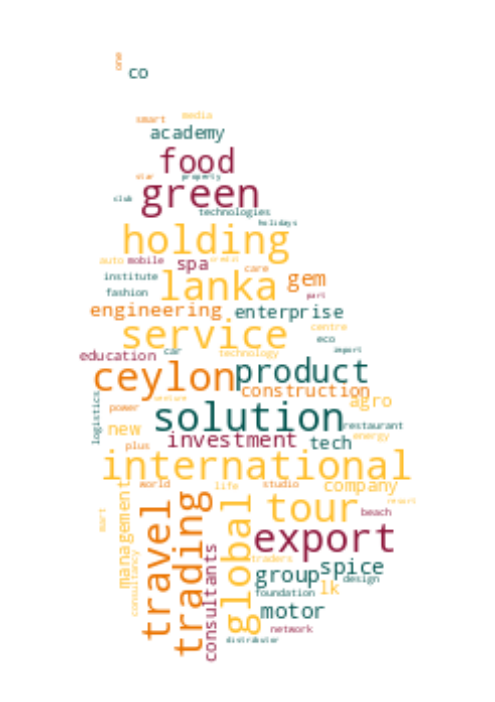 one
co
smart media
academy
food
star property
club green
technologies
holidays
holding
auto mobile spa
care
institute lanka gem
fashion part
engineering enterprise
service centre
eco
education car technology import
ceylon product
construction
power agro
logistics solution restaurant
new investment tech energy
plus
international
world life studio company
management travel trading global tour export
mart beach resort
consultancy consultants traders
group spice
design
foundation lk
motor
network
distributor